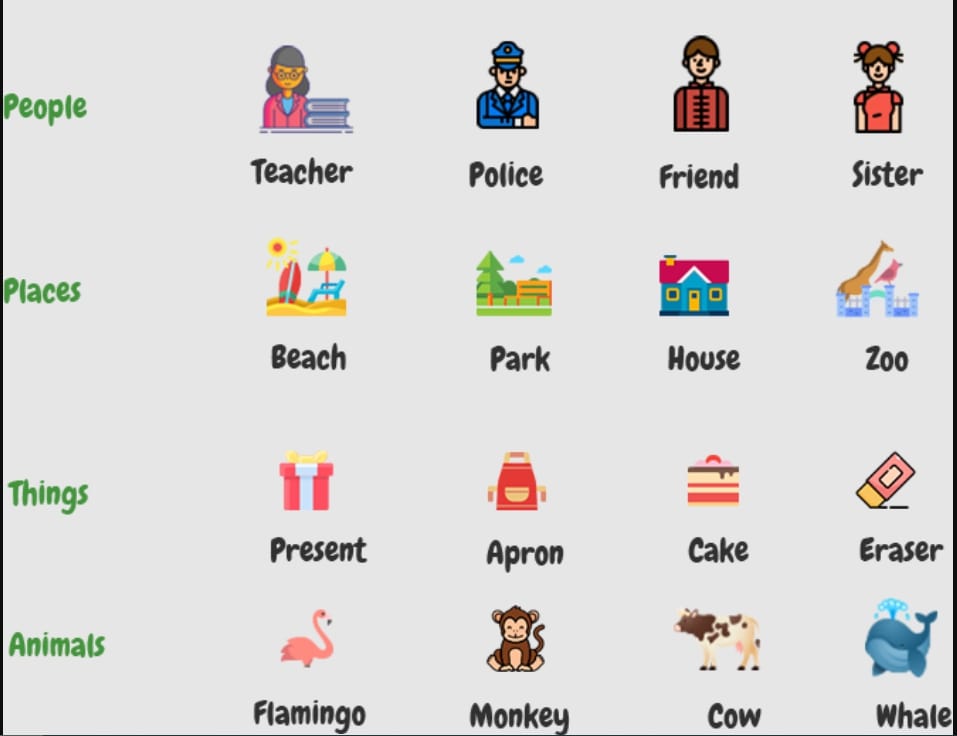 People
Teacher Police Friend Sister
Places
Beach Park House Zoo
Things
Present Apron Cake Eraser
Animals
Flamingo Monkey Cow Whale